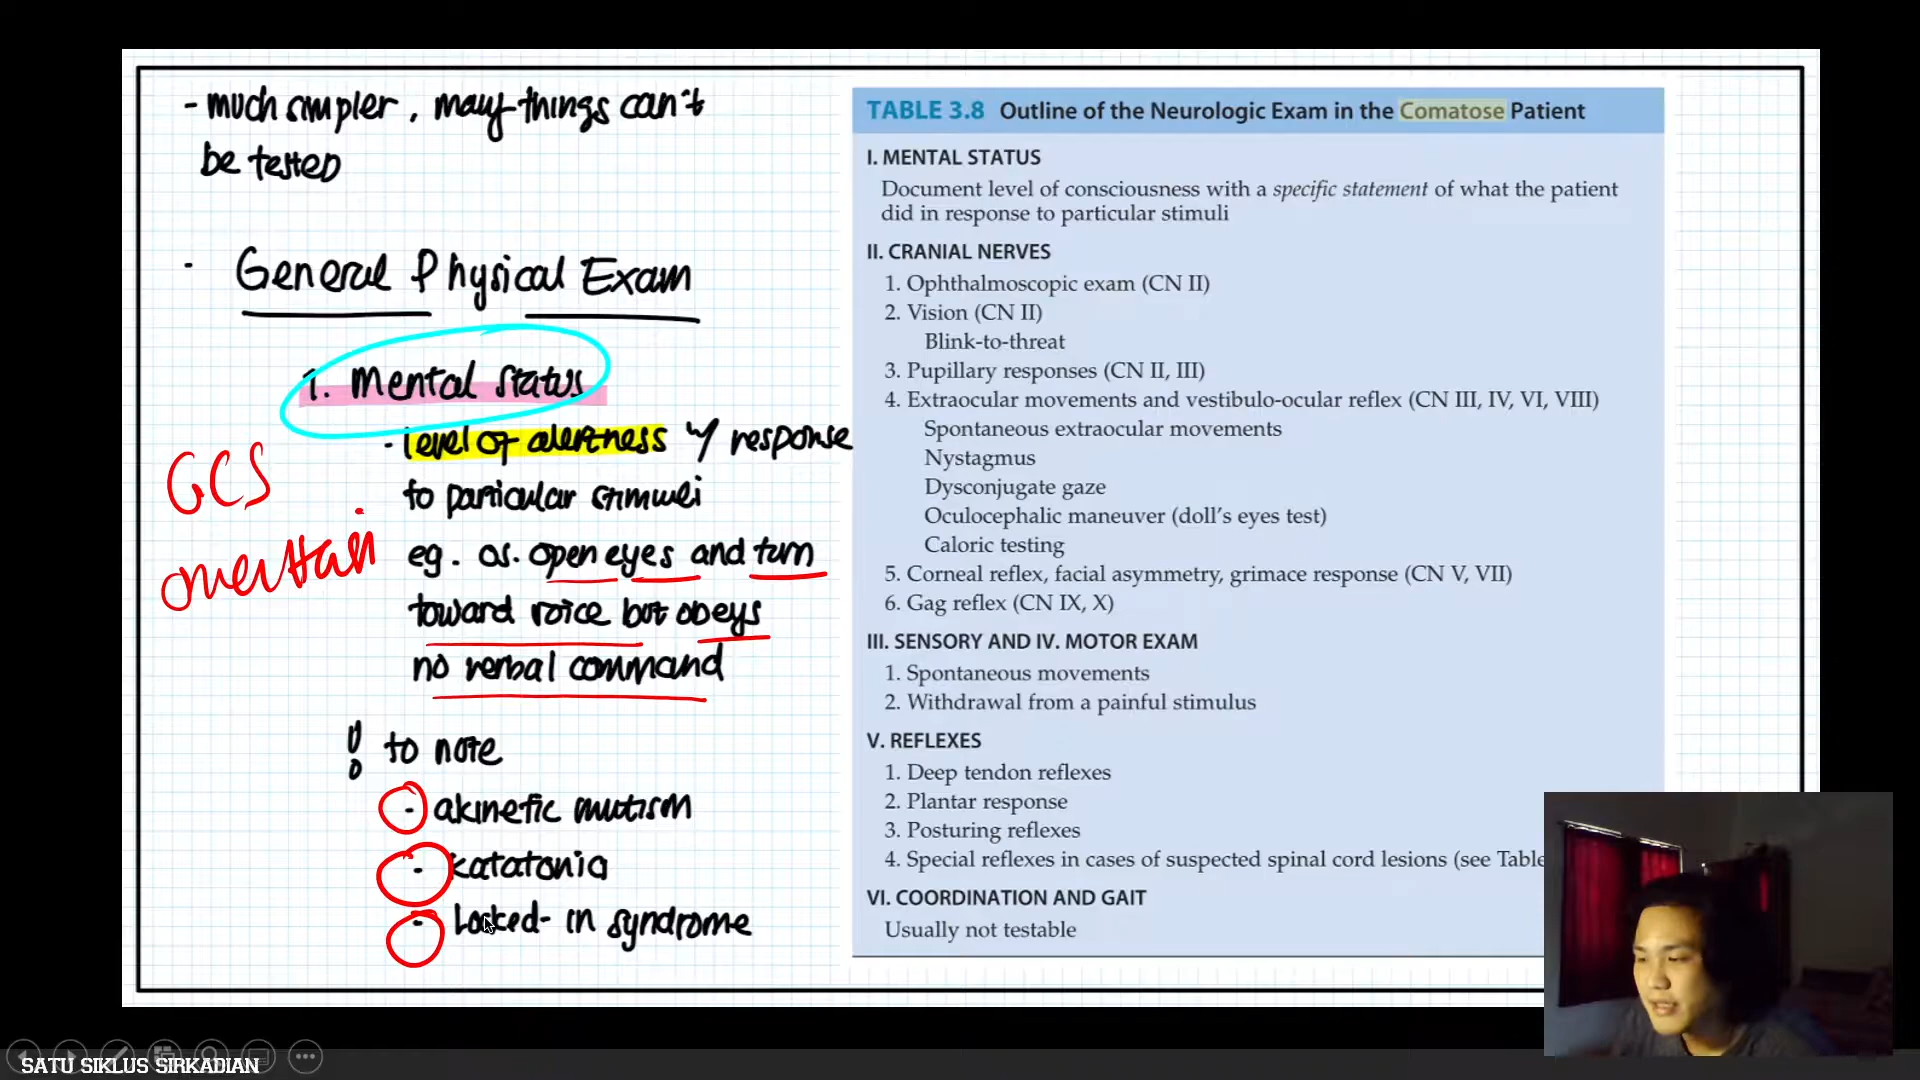 - much simpler, many things can't
be tested
- General Physical Exam
1. Mental Status
- level of alertness w/ response
to particular stimuli
eg. os. open eyes and turn
toward voice but obeys
no verbal command
GCS
! to note
- akinetic mutism
- katatonia
- Locked-in syndrome
TABLE 3.8 Outline of the Neurologic Exam in the Comatose Patient
I. MENTAL STATUS
Document level of consciousness with a specific statement of what the patient
did in response to particular stimuli
II. CRANIAL NERVES
1. Ophthalmoscopic exam (CN II)
2. Vision (CN II)
Blink-to-threat
3. Pupillary responses (CN II, III)
4. Extraocular movements and vestibulo-ocular reflex (CN III, IV, VI, VIII)
Spontaneous extraocular movements
Nystagmus
Dysconjugate gaze
Oculocephalic maneuver (doll's eyes test)
Caloric testing
5. Corneal reflex, facial asymmetry, grimace response (CN V, VII)
6. Gag reflex (CN IX, X)
III. SENSORY AND IV. MOTOR EXAM
1. Spontaneous movements
2. Withdrawal from a painful stimulus
V. REFLEXES
1. Deep tendon reflexes
2. Plantar response
3. Posturing reflexes
4. Special reflexes in cases of suspected spinal cord lesions (see Table
VI. COORDINATION AND GAIT
Usually not testable
SATU SIKLUS SIRKADIAN